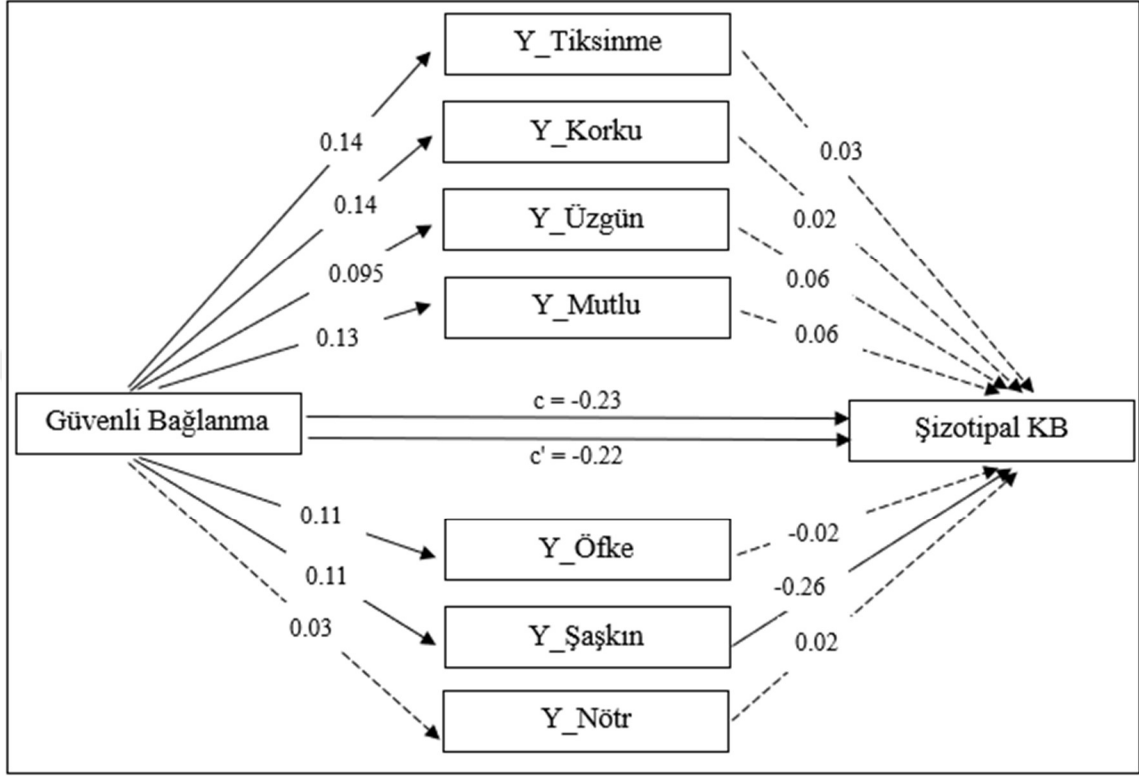 Y_Tiksinme
0.14
0.03
Y_Korku
0.14
0.02
Y_Üzgün
0.095
0.06
Y_Mutlu
0.13
0.06
Güvenli Bağlanma
c = -0.23
c' = -0.22
Şizotipal KB
0.11
Y_Öfke
-0.02
0.11
Y_Şaşkın
-0.26
0.03
0.02
Y_Nötr